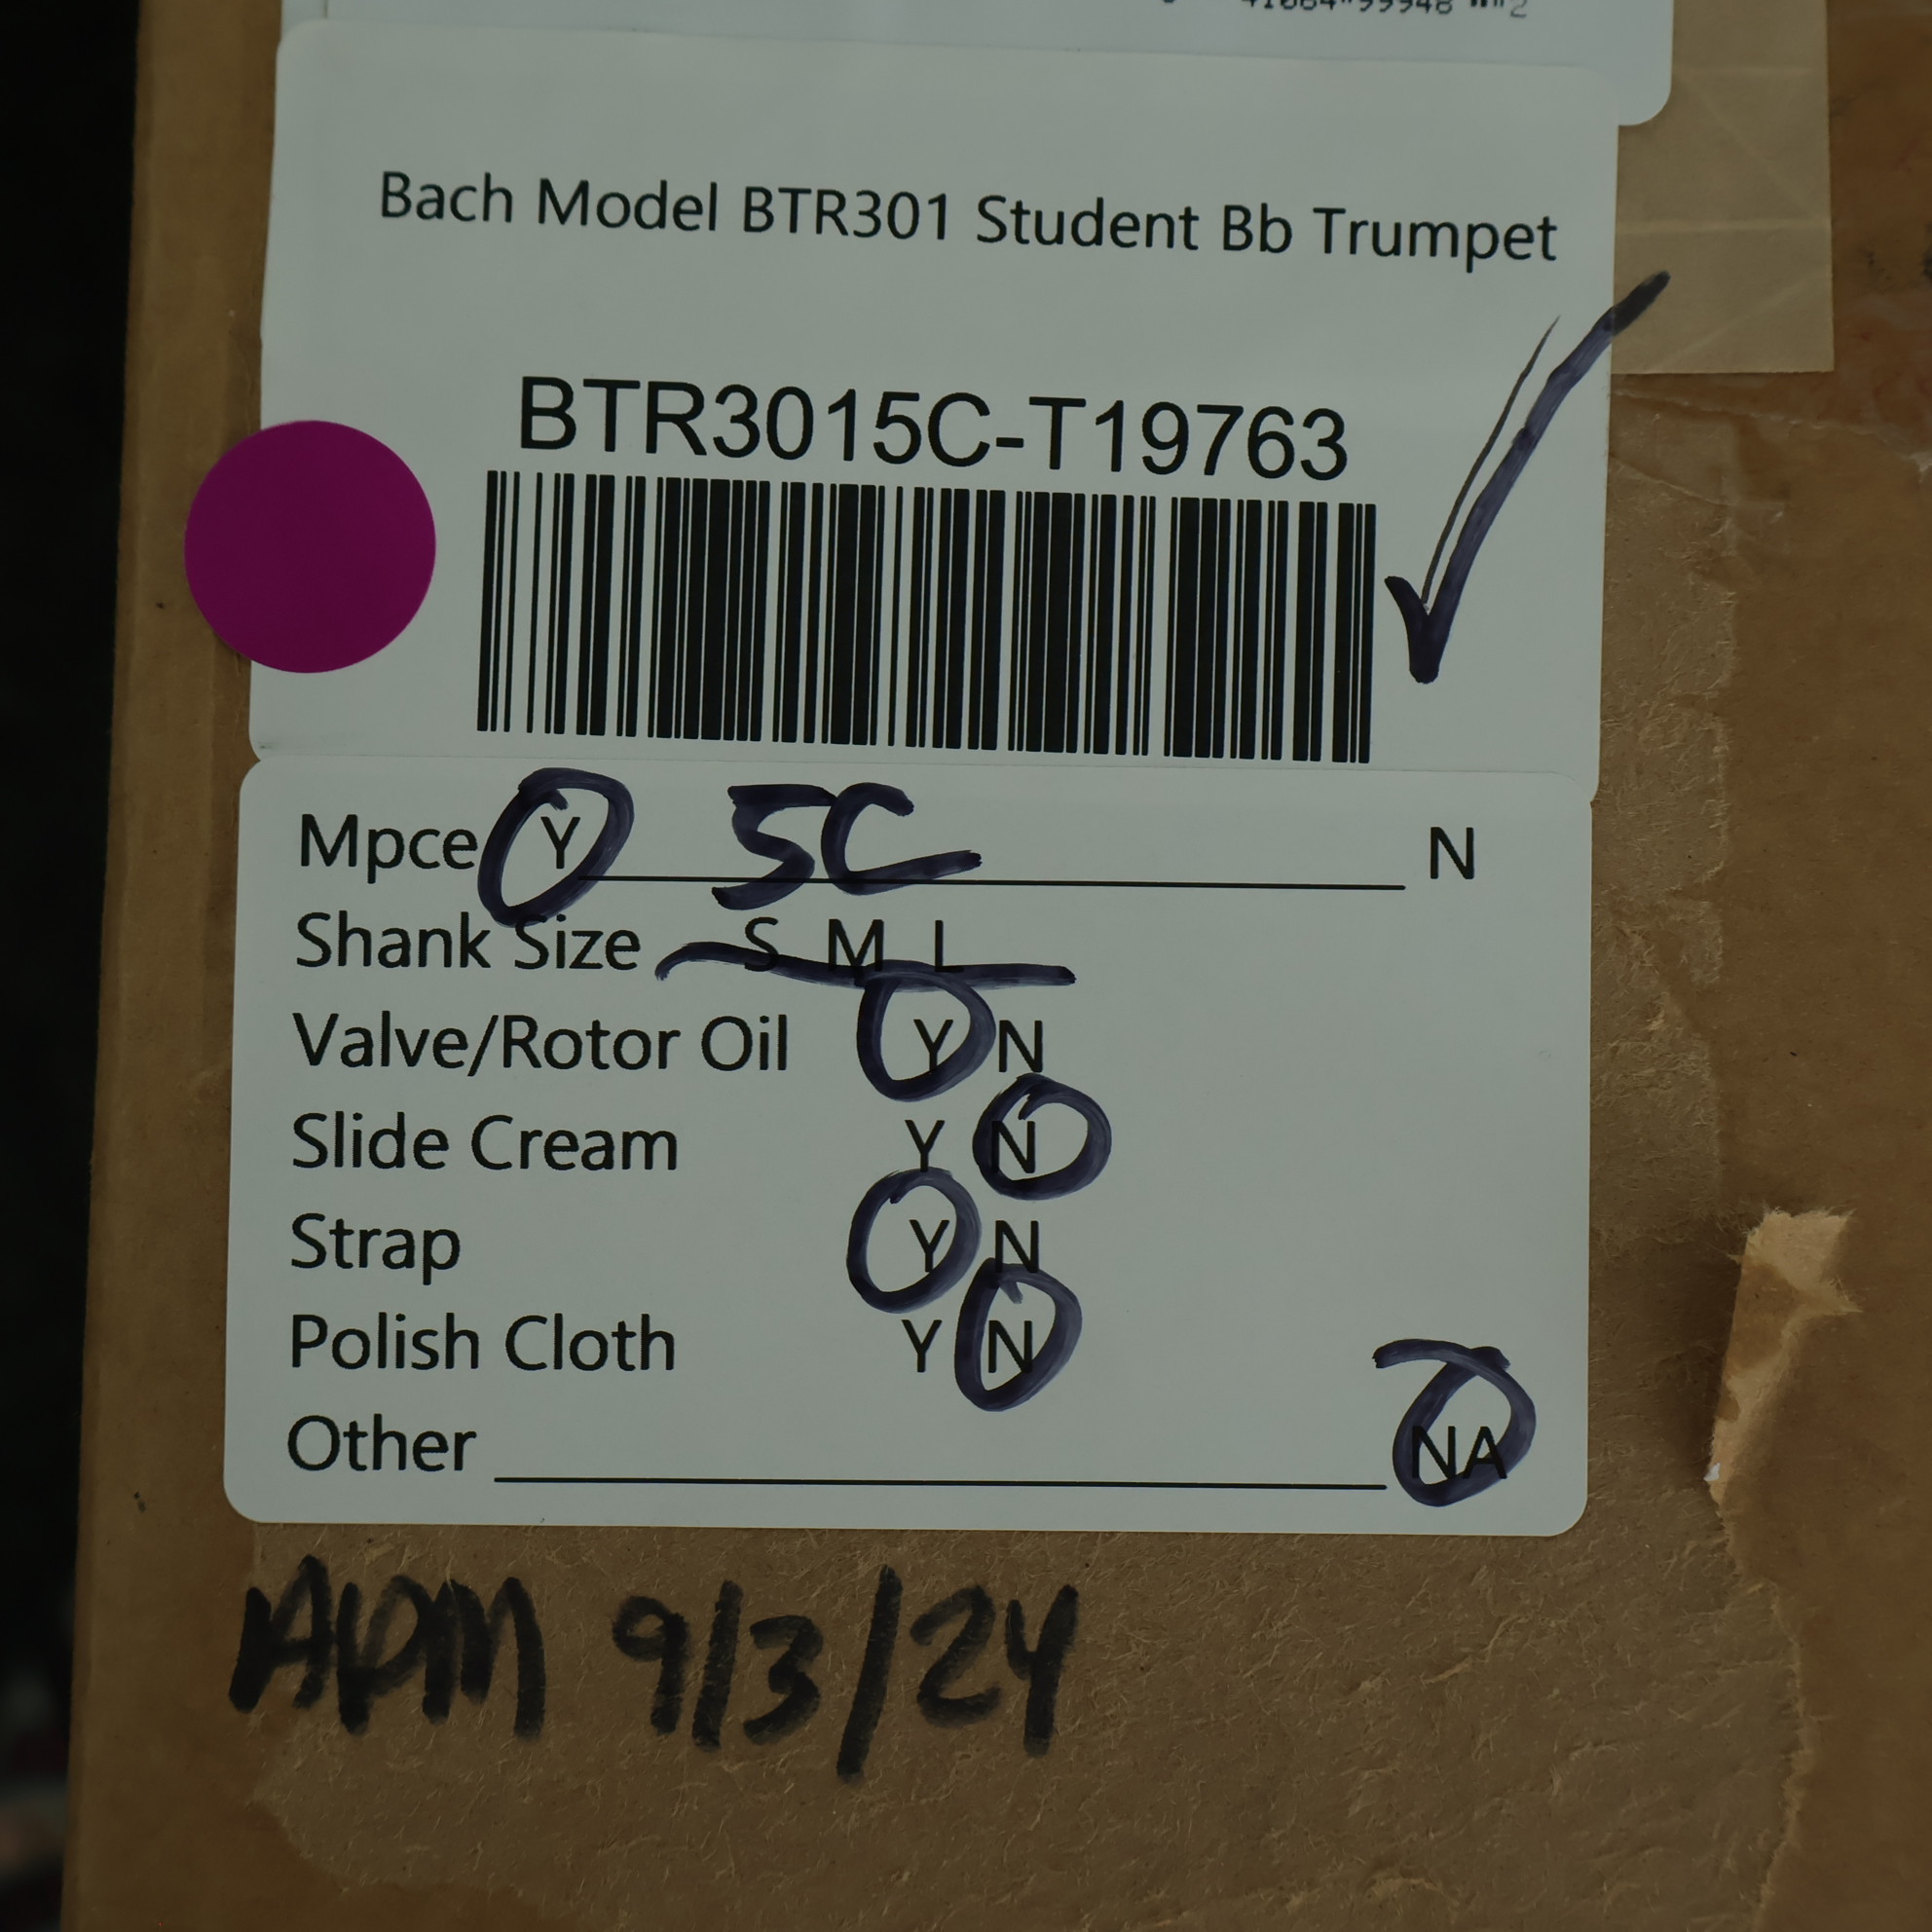 Bach Model BTR301 Student Bb Trumpet
BTR3015C-T19763
Mpce Y 5C N
Shank Size S M L
Valve/Rotor Oil Y N
Slide Cream Y N
Strap Y N
Polish Cloth Y N
Other NA
APM 9/3/24